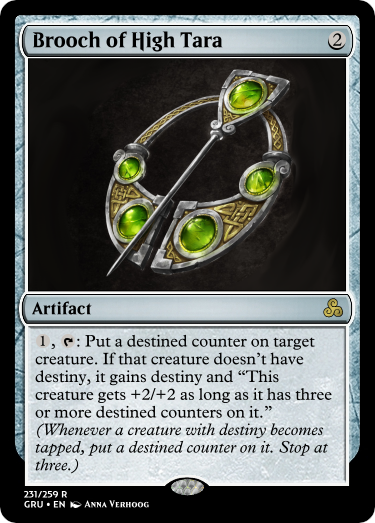 Brooch of High Tara 2
Artifact
1, : Put a destined counter on target
creature. If that creature doesn't have
destiny, it gains destiny and “This
creature gets +2/+2 as long as it has three
or more destined counters on it.”
(Whenever a creature with destiny becomes
tapped, put a destined counter on it. Stop at
three.)
231/259 R
GRU • EN Anna Verhoog